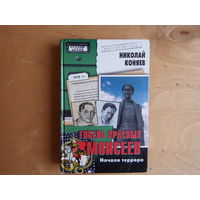 НИКОЛАЙ
КОНЯЕВ
ГИБЕЛЬ КРАСНЫХ
МОИСЕЕВ
Начало террора